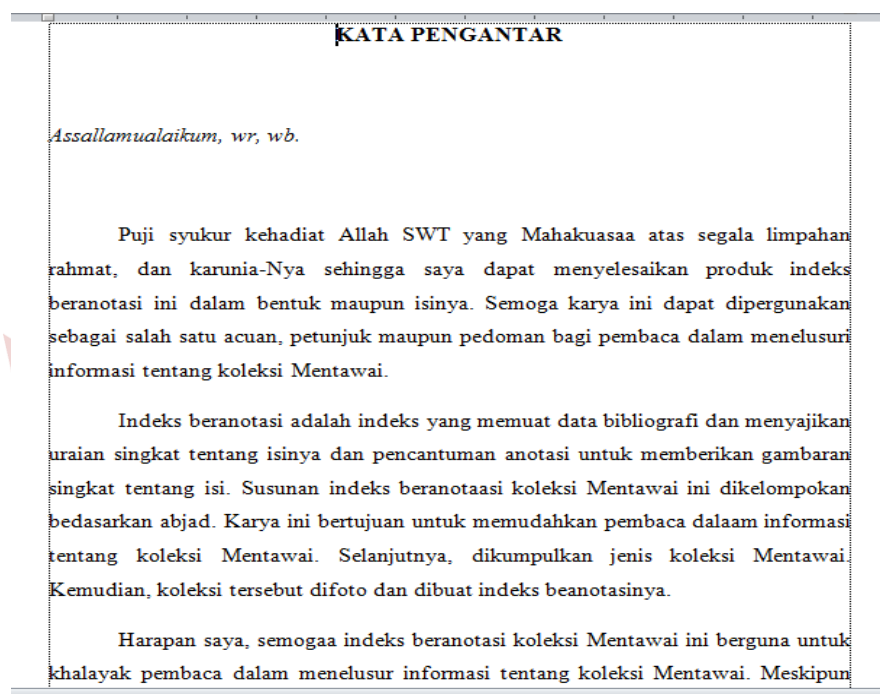 KATA PENGANTAR
Assallamualaikum, wr, wb.
Puji syukur kehadiat Allah SWT yang Mahakuasaa atas segala limpahan
rahmat, dan karunia-Nya sehingga saya dapat menyelesaikan produk indeks
beranotasi ini dalam bentuk maupun isinya. Semoga karya ini dapat dipergunakan
sebagai salah satu acuan, petunjuk maupun pedoman bagi pembaca dalam menelusuri
informasi tentang koleksi Mentawai.
Indeks beranotasi adalah indeks yang memuat data bibliografi dan menyajikan
uraian singkat tentang isinya dan pencantuman anotasi untuk memberikan gambaran
singkat tentang isi. Susunan indeks beranotaasi koleksi Mentawai ini dikelompokan
bedasarkan abjad. Karya ini bertujuan untuk memudahkan pembaca dalaam informasi
tentang koleksi Mentawai. Selanjutnya, dikumpulkan jenis koleksi Mentawai.
Kemudian, koleksi tersebut difoto dan dibuat indeks beanotasinya.
Harapan saya, semogaa indeks beranotasi koleksi Mentawai ini berguna untuk
khalayak pembaca dalam menelusur informasi tentang koleksi Mentawai. Meskipun